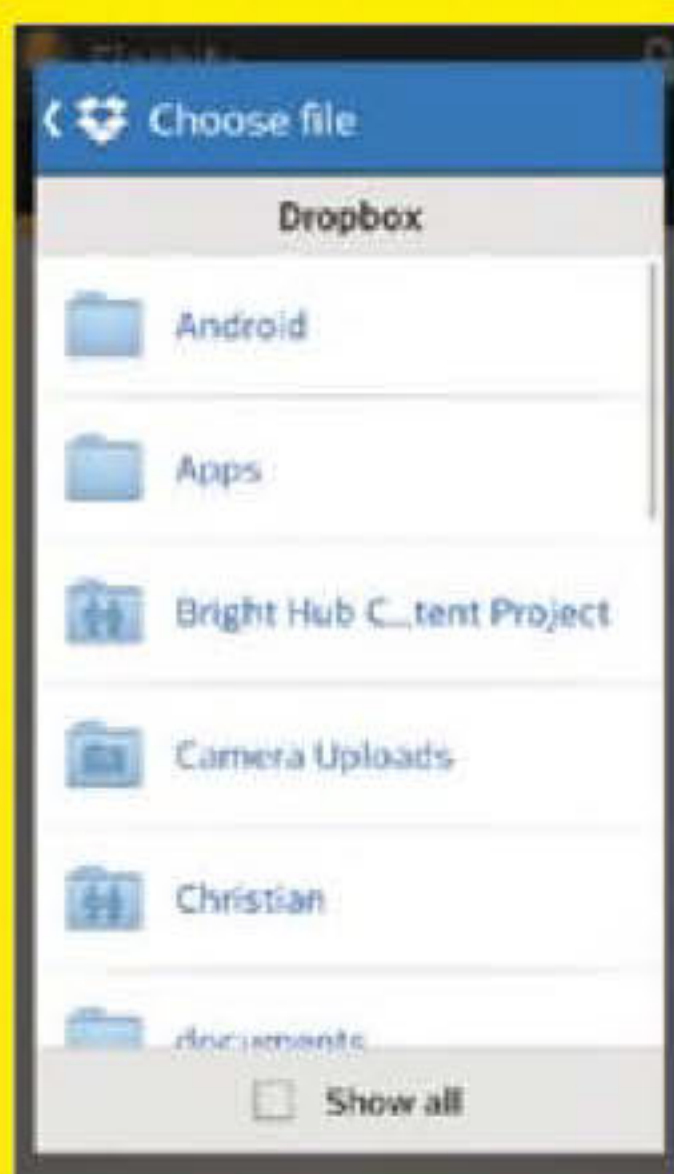 Choose file
Dropbox
Android
Apps
Bright Hub C...tent Project
Camera Uploads
Christian
documents
Show all